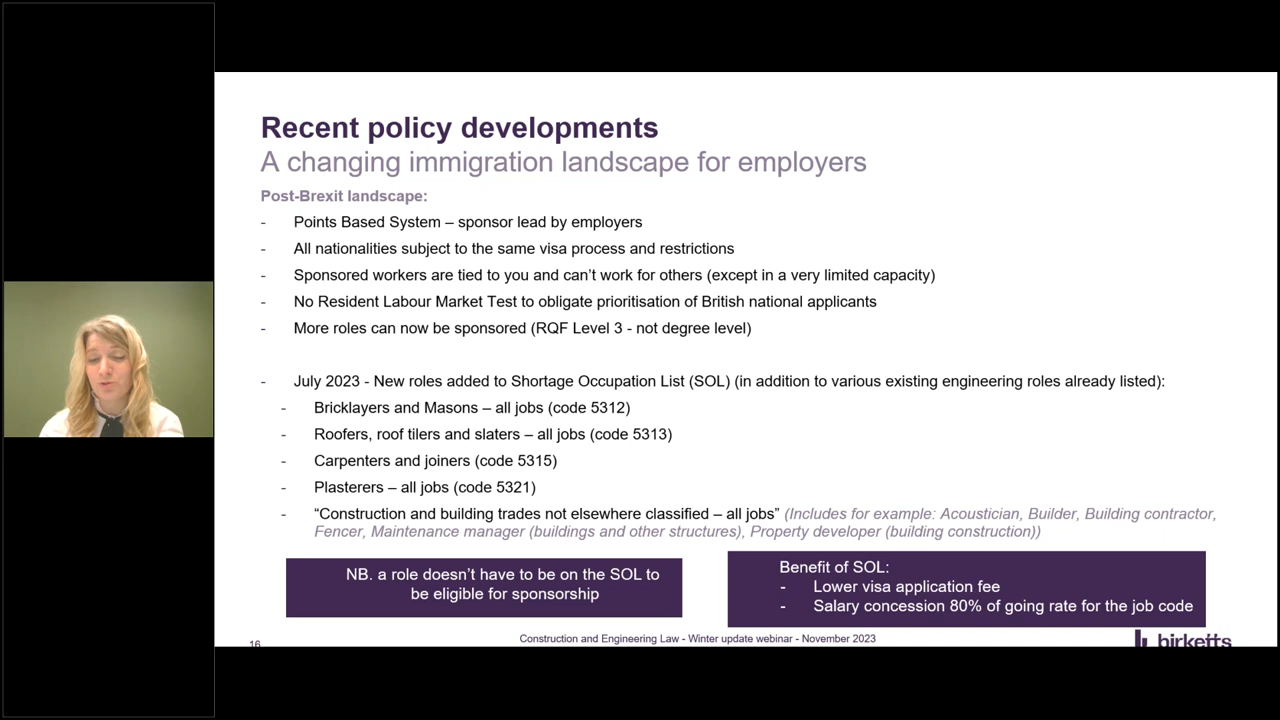 Recent policy developments
A changing immigration landscape for employers
Post-Brexit landscape:
- Points Based System – sponsor lead by employers
- All nationalities subject to the same visa process and restrictions
- Sponsored workers are tied to you and can't work for others (except in a very limited capacity)
- No Resident Labour Market Test to obligate prioritisation of British national applicants
- More roles can now be sponsored (RQF Level 3 - not degree level)
- July 2023 - New roles added to Shortage Occupation List (SOL) (in addition to various existing engineering roles already listed):
- Bricklayers and Masons – all jobs (code 5312)
- Roofers, roof tilers and slaters – all jobs (code 5313)
- Carpenters and joiners (code 5315)
- Plasterers – all jobs (code 5321)
- “Construction and building trades not elsewhere classified – all jobs” (Includes for example: Acoustician, Builder, Building contractor,
Fencer, Maintenance manager (buildings and other structures), Property developer (building construction))
NB. a role doesn't have to be on the SOL to
be eligible for sponsorship
Benefit of SOL:
- Lower visa application fee
- Salary concession 80% of going rate for the job code
16
Construction and Engineering Law - Winter update webinar - November 2023
birketts